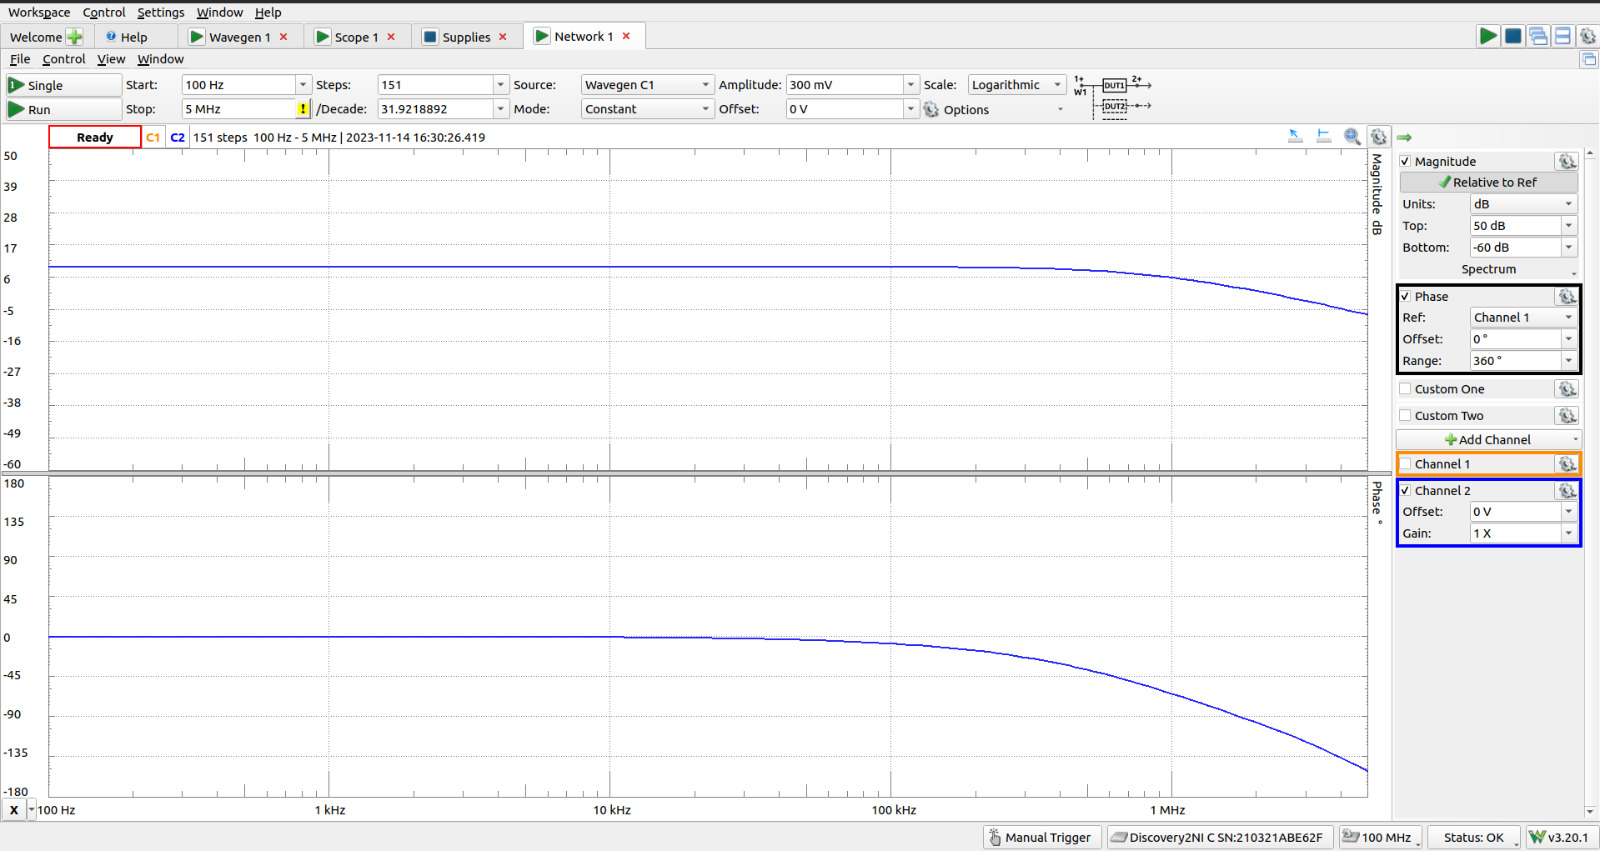 Workspace Control Settings Window Help
Welcome Help Wavegen 1 Scope 1 Supplies Network 1
File Control View Window
Single Start: 100 Hz Steps: 151 Source: Wavegen C1 Amplitude: 300 mV Scale: Logarithmic 1+ W1 DUT1 2+
Run Stop: 5 MHz ! /Decade: 31.9218892 Mode: Constant Offset: 0 V Options DUT2
Ready C1 C2 151 steps 100 Hz - 5 MHz | 2023-11-14 16:30:26.419
50
39
28
17
6
-5
-16
-27
-38
-49
-60
Magnitude dB
180
135
90
45
0
-45
-90
-135
-180
Phase °
X 100 Hz 1 kHz 10 kHz 100 kHz 1 MHz
Magnitude
Relative to Ref
Units: dB
Top: 50 dB
Bottom: -60 dB
Spectrum
Phase
Ref: Channel 1
Offset: 0 °
Range: 360 °
Custom One
Custom Two
Add Channel
Channel 1
Channel 2
Offset: 0 V
Gain: 1 X
Manual Trigger Discovery2NI C SN:210321ABE62F 100 MHz Status: OK v3.20.1